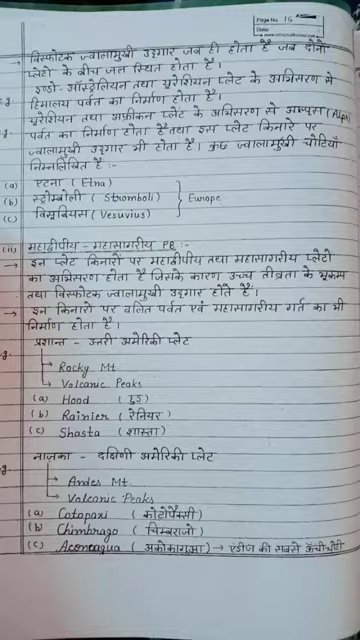 Page No. 15
Date:
→ विस्फोटक ज्वालामुखी उद्गार जब ही होता है जब दोनों
प्लेटो के बीच जल स्थित होता है।
e.g. इण्डो-ऑस्ट्रेलियन तथा यूरेशियन प्लेट के अभिसरण से
हिमालय पर्वत का निर्माण होता है।
e.g. यूरेशियन तथा अफ्रीकन प्लेट के अभिसरण से आल्पस (Alps)
पर्वत का निर्माण होता है तथा इस प्लेट किनारे पर
ज्वालामुखी उद्गार भी होता है। कुछ ज्वालामुखी चोटियाँ
निम्नलिखित है :-
(a) एटना (Etna)
(b) स्ट्रोम्बोली (Stromboli) } Europe
(c) विसुवियस (Vesuvius)
(ii) महाद्वीपीय - महासागरीय PB :-
→ इन प्लेट किनारों पर महाद्वीपीय तथा महासागरीय प्लेटो
का अभिसरण होता है जिसके कारण उच्च तीव्रता के भूकम्प
तथा विस्फोटक ज्वालामुखी उद्गार होते हैं।
→ इन किनारों पर वलित पर्वत एवं महासागरीय गर्त का भी
निर्माण होता है।
e.g. प्रशान्त - उत्तरी अमेरिकी प्लेट
→ Rocky Mt
→ Volcanic Peaks
(a) Hood (हुड)
(b) Rainier (रेनियर)
(c) Shasta (शास्ता)
e.g. नाज़का - दक्षिणी अमेरिकी प्लेट
→ Andes Mt.
→ Volcanic Peaks
(a) Cotapaxi (कोटोपैक्सी)
(b) Chimbrago (चिम्बराजो)
(c) Aconcagua (अकोंकागुआ) → एंडीज की सबसे ऊँची चोटी